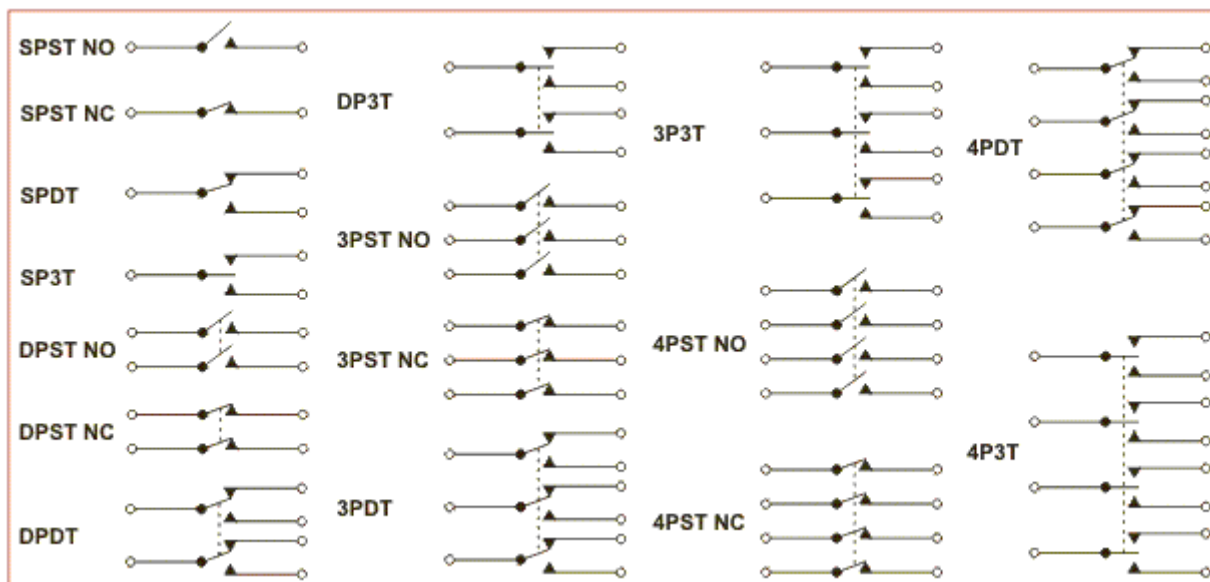 SPST NO
SPST NC
SPDT
SP3T
DPST NO
DPST NC
DPDT
DP3T
3PST NO
3PST NC
3PDT
3P3T
4PST NO
4PST NC
4PDT
4P3T